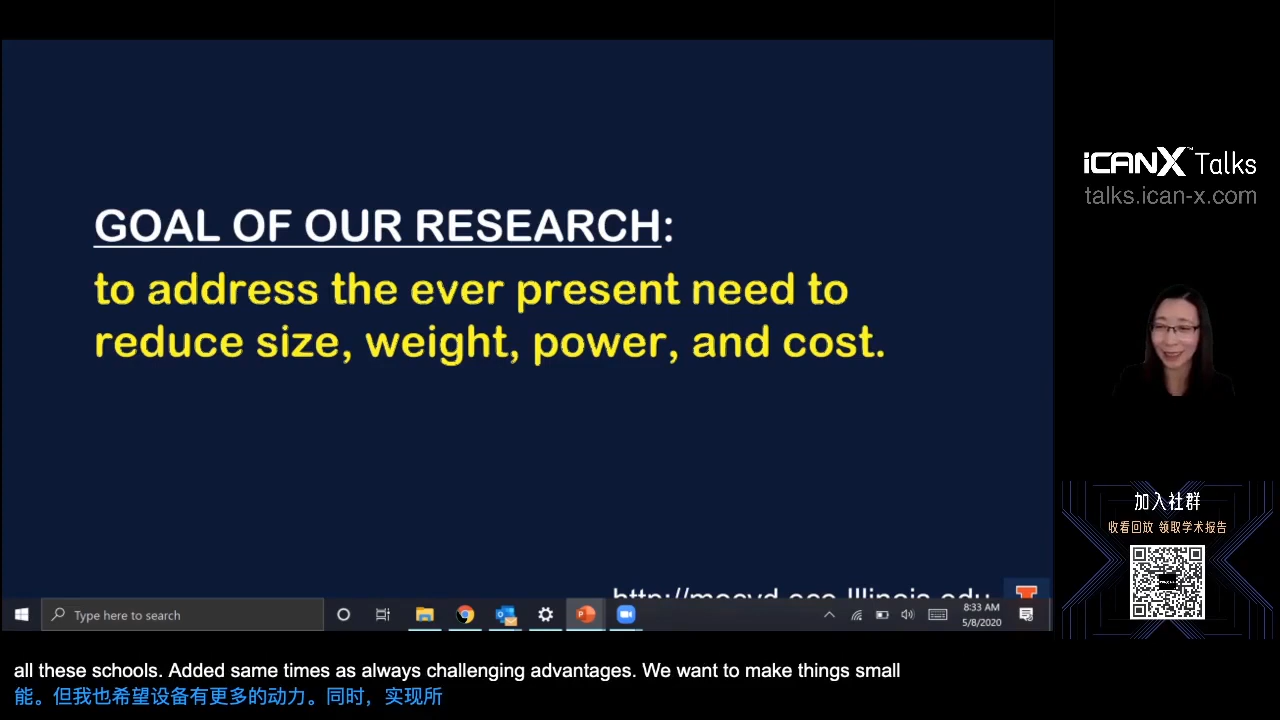 GOAL OF OUR RESEARCH:
to address the ever present need to
reduce size, weight, power, and cost.
iCANX™ Talks
talks.ican-x.com
加入社群
收看回放 领取学术报告
Type here to search
8:33 AM
5/8/2020
all these schools. Added same times as always challenging advantages. We want to make things small
能。但我也希望设备有更多的动力。同时，实现所